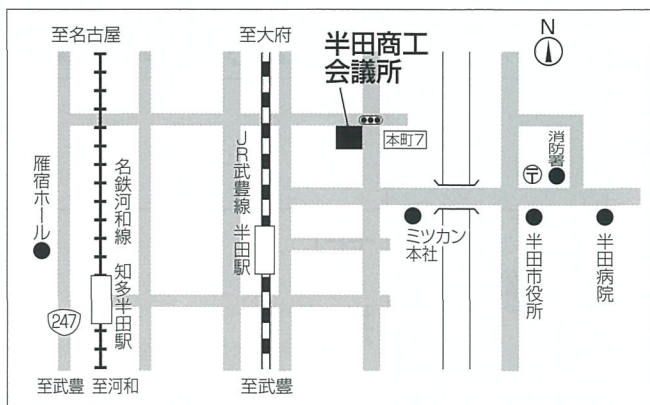 至名古屋
至大府
半田商工
会議所
N
本町7
消防署
〒
雁宿ホール
名鉄河和線
知多半田駅
JR武豊線
半田駅
ミツカン
本社
半田市役所
半田病院
247
至武豊
至河和
至武豊